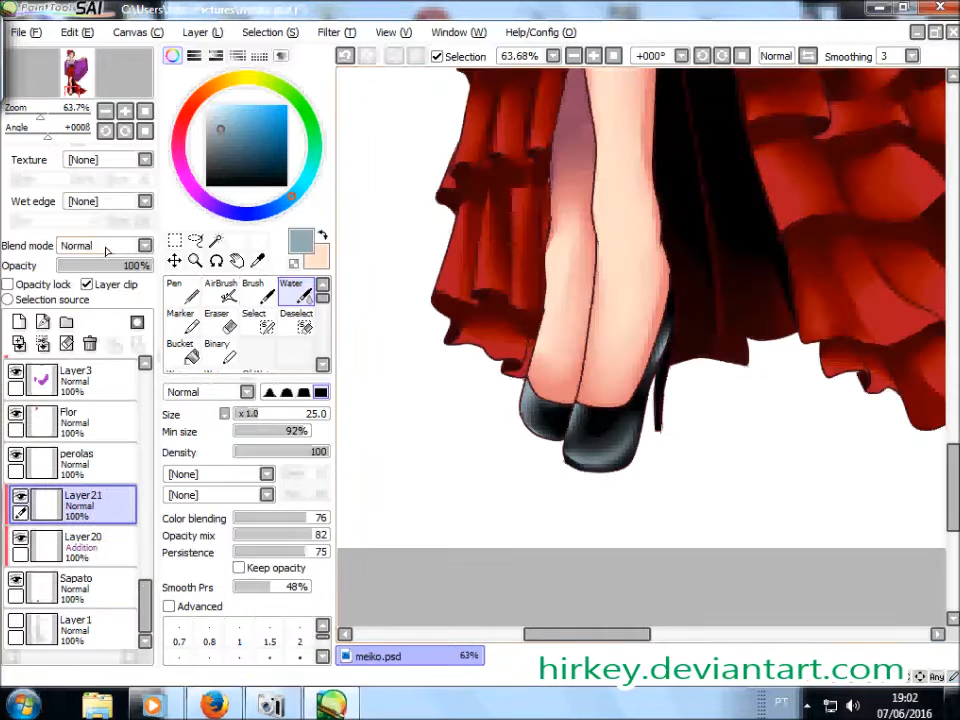 PaintTool SAI
File (F) Edit (E) Canvas (C) Layer (L) Selection (S) Filter (T) View (V) Window (W) Help/Config (O)
Selection 63.68% +000° Normal Smoothing 3
Zoom 63.7%
Angle +000θ
Texture [None]
Wet edge [None]
Blend mode Normal
Opacity 100%
Opacity lock Layer clip
Selection source
Layer3
Normal
100%
Flor
Normal
100%
perolas
Normal
100%
Layer21
Normal
100%
Layer20
Addition
100%
Sapato
Normal
100%
Layer1
Normal
100%
Pen AirBrush Brush Water
Marker Eraser Select Deselect
Bucket Binary
Normal
Size x 1.0 25.0
Min size 92%
Density 100
[None]
[None]
Color blending 76
Opacity mix 82
Persistence 75
Keep opacity
Smooth Prs 48%
Advanced
0.7 0.8 1 1.5 2
meiko.psd 63%
hirkey.deviantart.com
Any
PT
19:02
07/06/2016